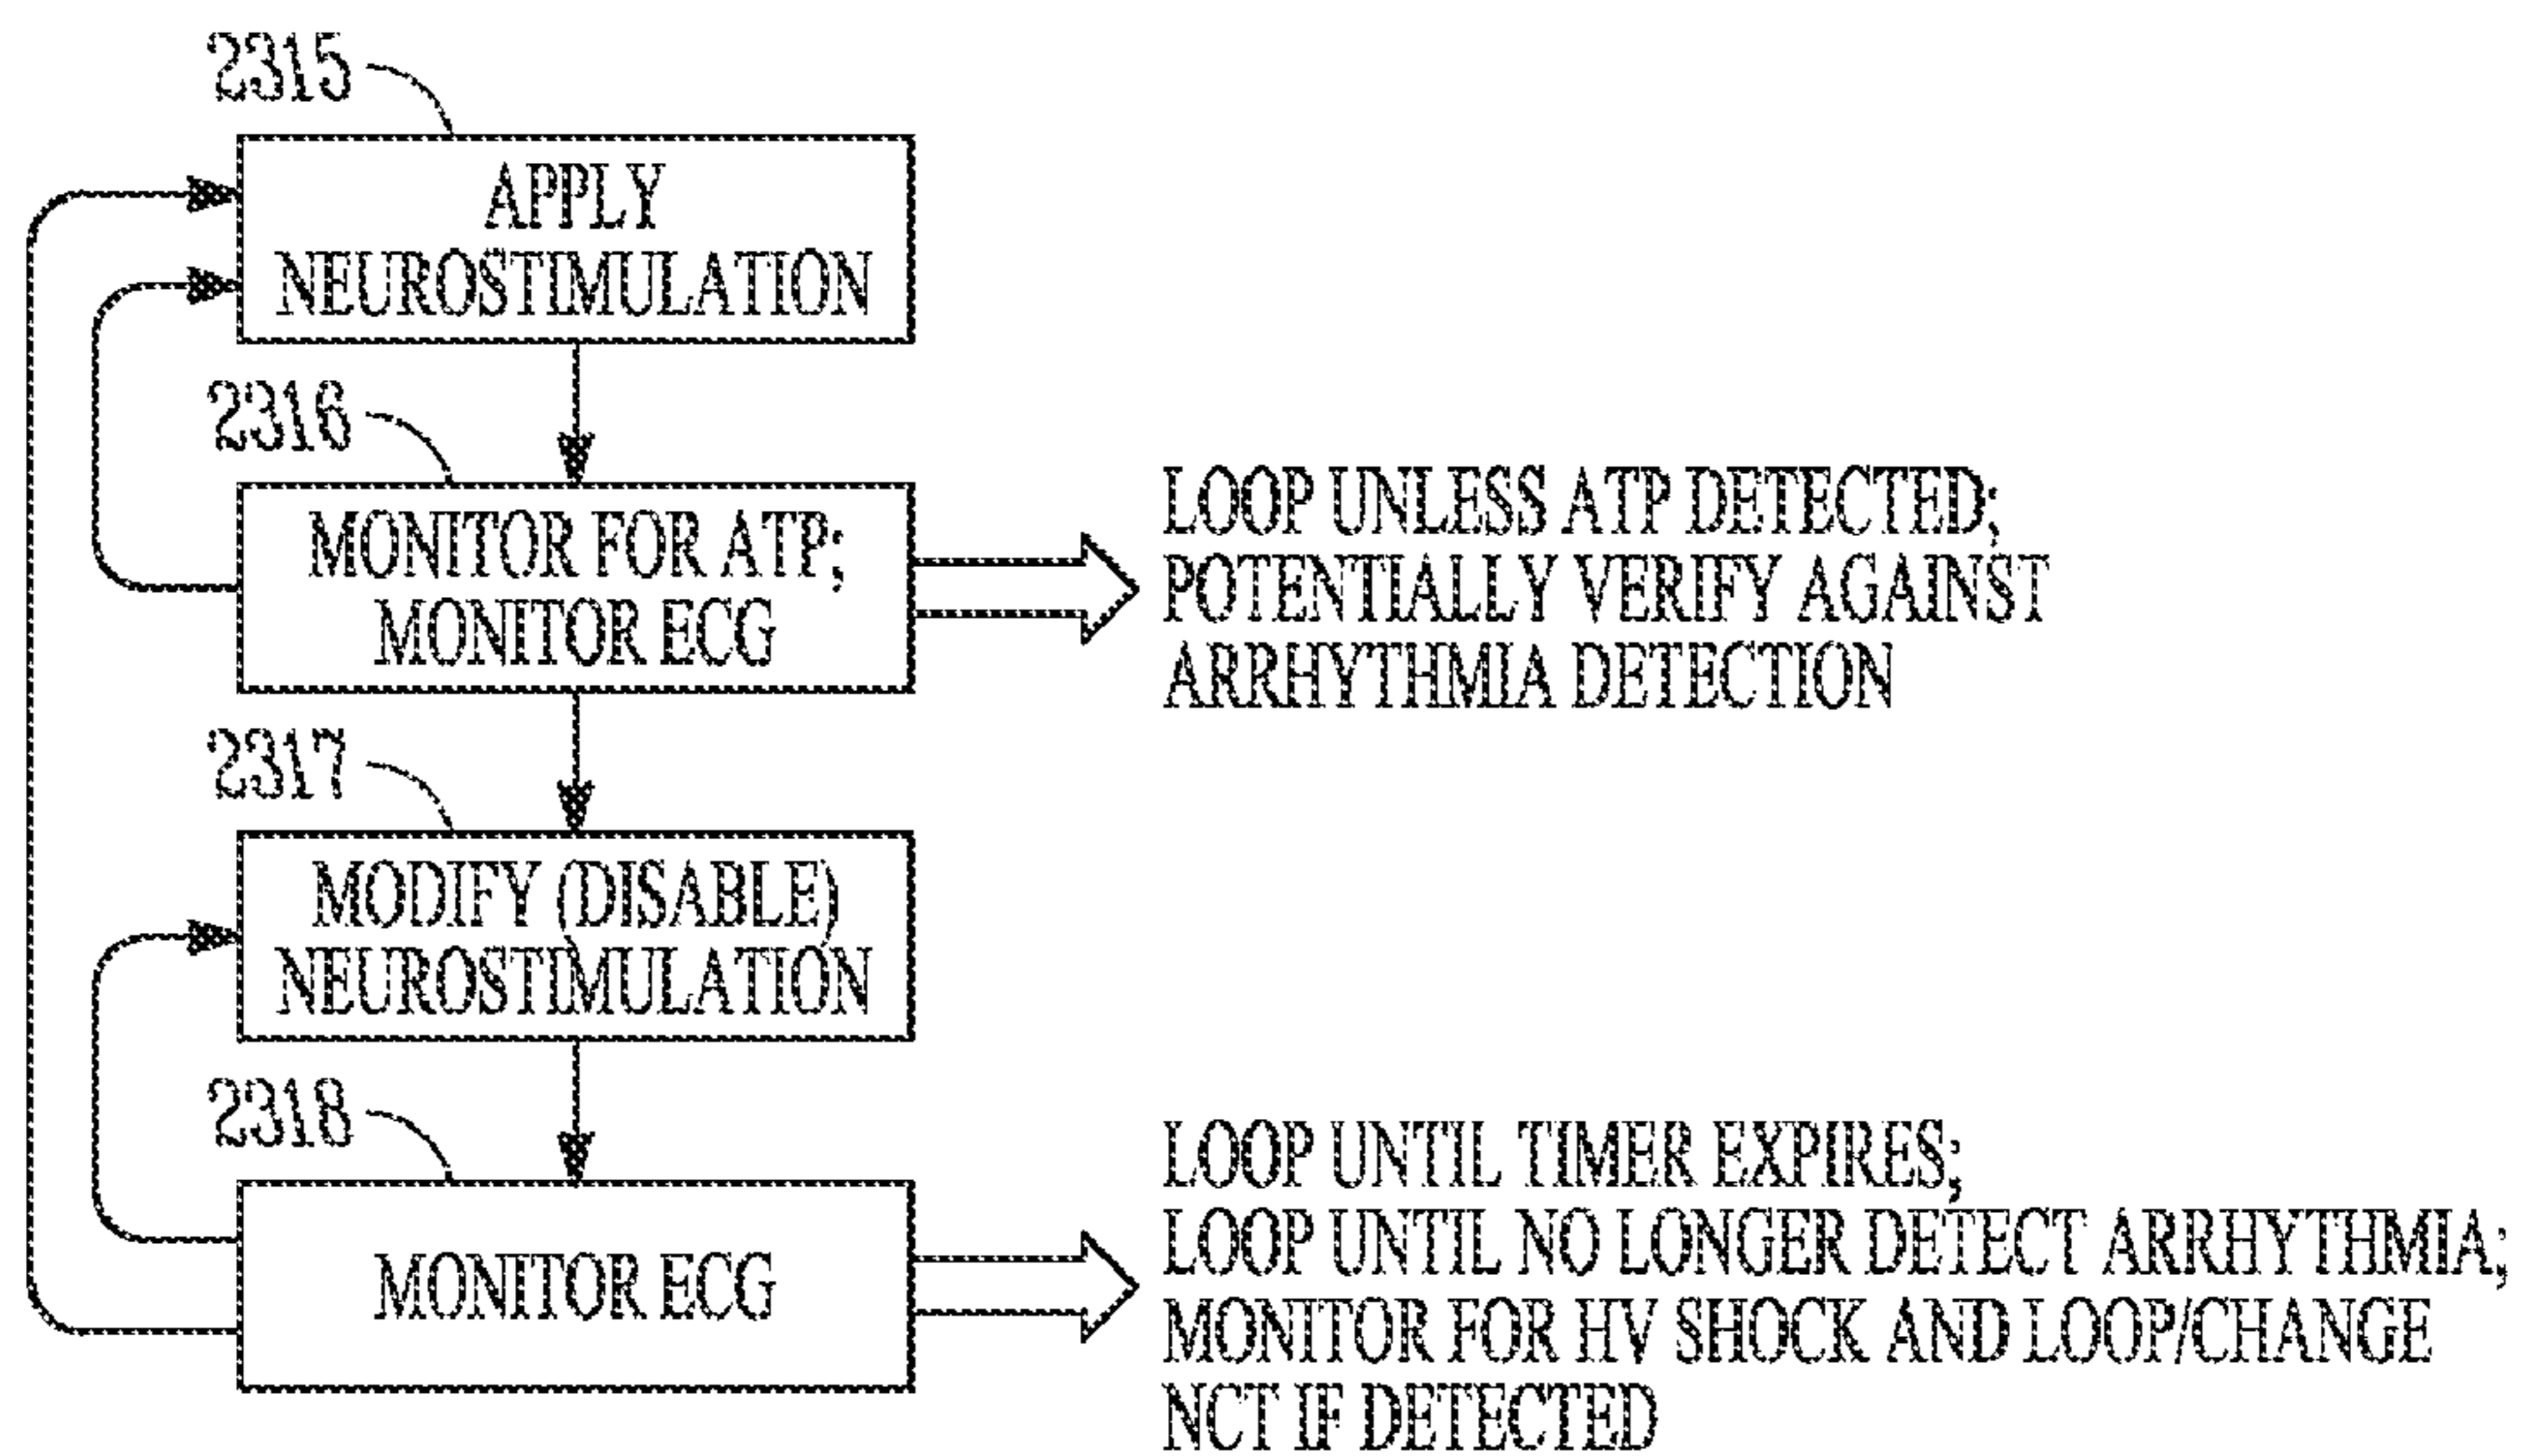 2315
APPLY
NEUROSTIMULATION
2316
MONITOR FOR ATP;
MONITOR ECG
LOOP UNLESS ATP DETECTED;
POTENTIALLY VERIFY AGAINST
ARRHYTHMIA DETECTION
2317
MODIFY (DISABLE)
NEUROSTIMULATION
2318
MONITOR ECG
LOOP UNTIL TIMER EXPIRES;
LOOP UNTIL NO LONGER DETECT ARRHYTHMIA;
MONITOR FOR HV SHOCK AND LOOP/CHANGE
NCT IF DETECTED